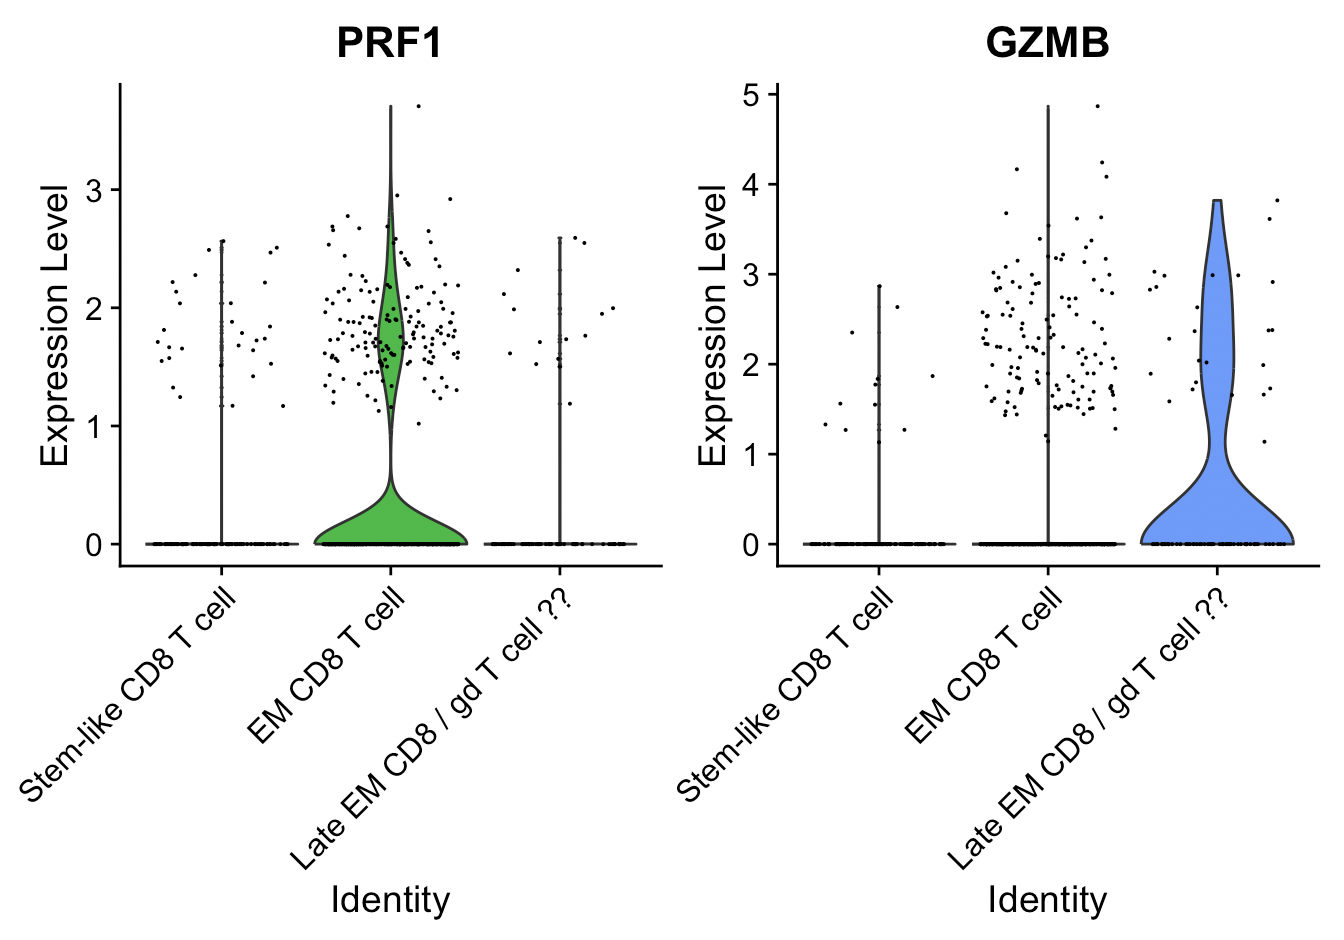 PRF1
Expression Level
3
2
1
0
Stem-like CD8 T cell
EM CD8 T cell
Late EM CD8 / gd T cell ??
Identity
GZMB
Expression Level
5
4
3
2
1
0
Stem-like CD8 T cell
EM CD8 T cell
Late EM CD8 / gd T cell ??
Identity